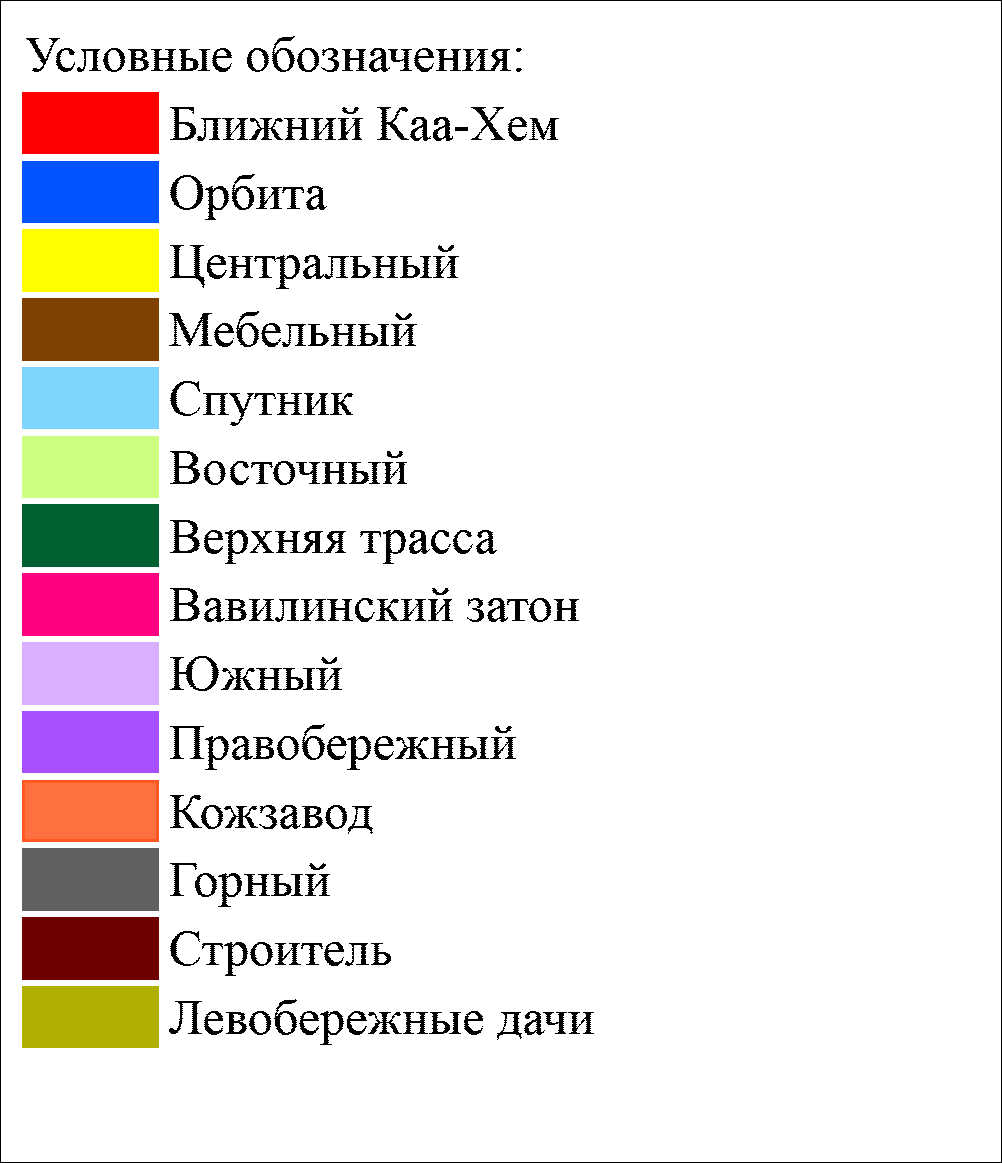 Условные обозначения:
Ближний Каа-Хем
Орбита
Центральный
Мебельный
Спутник
Восточный
Верхняя трасса
Вавилинский затон
Южный
Правобережный
Кожзавод
Горный
Строитель
Левобережные дачи